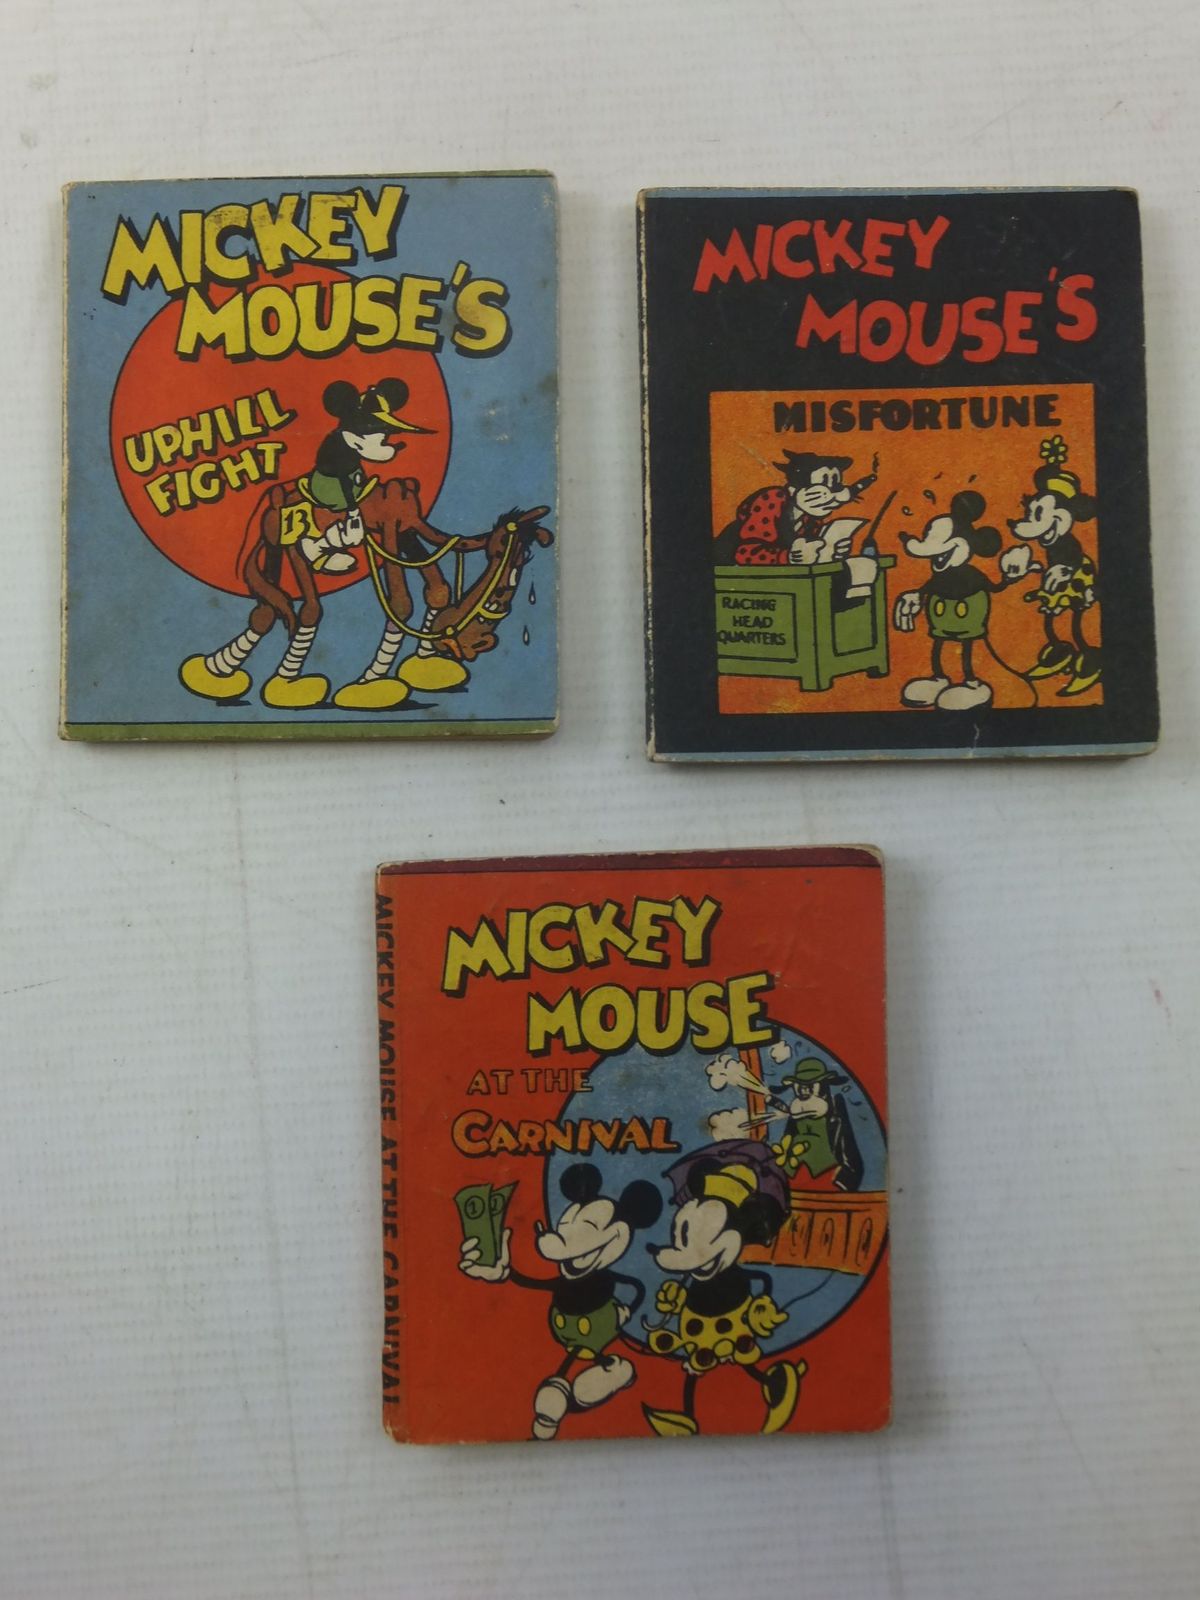 MICKEY
MOUSE'S
UPHILL
FIGHT
13
MICKEY
MOUSE'S
MISFORTUNE
RACING
HEAD
QUARTERS
MICKEY MOUSE AT THE CARNIVAL
MICKEY
MOUSE
AT THE
CARNIVAL
1